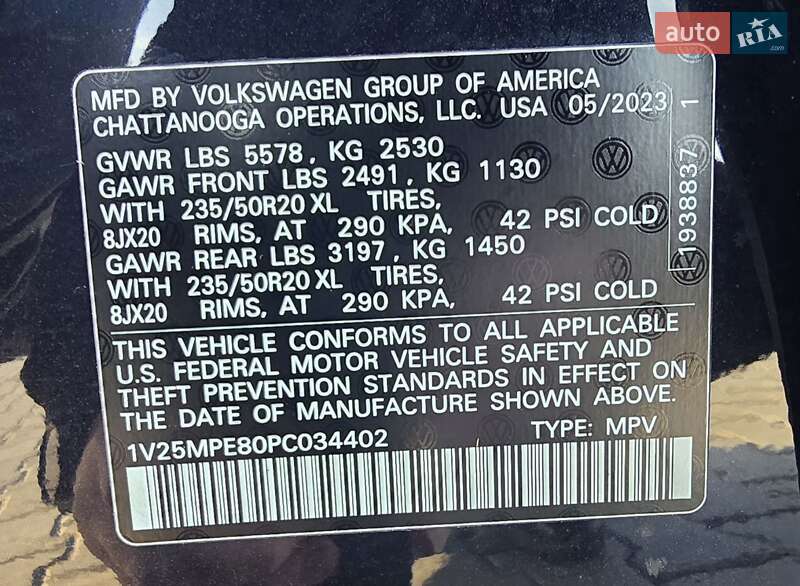 auto RIA .com
MFD BY VOLKSWAGEN GROUP OF AMERICA
CHATTANOOGA OPERATIONS, LLC. USA 05/2023
GVWR LBS 5578, KG 2530
GAWR FRONT LBS 2491, KG 1130
WITH 235/50R20 XL TIRES,
8JX20 RIMS, AT 290 KPA, 42 PSI COLD
GAWR REAR LBS 3197, KG 1450
WITH 235/50R20 XL TIRES,
8JX20 RIMS, AT 290 KPA, 42 PSI COLD
1938837 1
THIS VEHICLE CONFORMS TO ALL APPLICABLE
U.S. FEDERAL MOTOR VEHICLE SAFETY AND
THEFT PREVENTION STANDARDS IN EFFECT ON
THE DATE OF MANUFACTURE SHOWN ABOVE.
1V25MPE80PC034402 TYPE: MPV